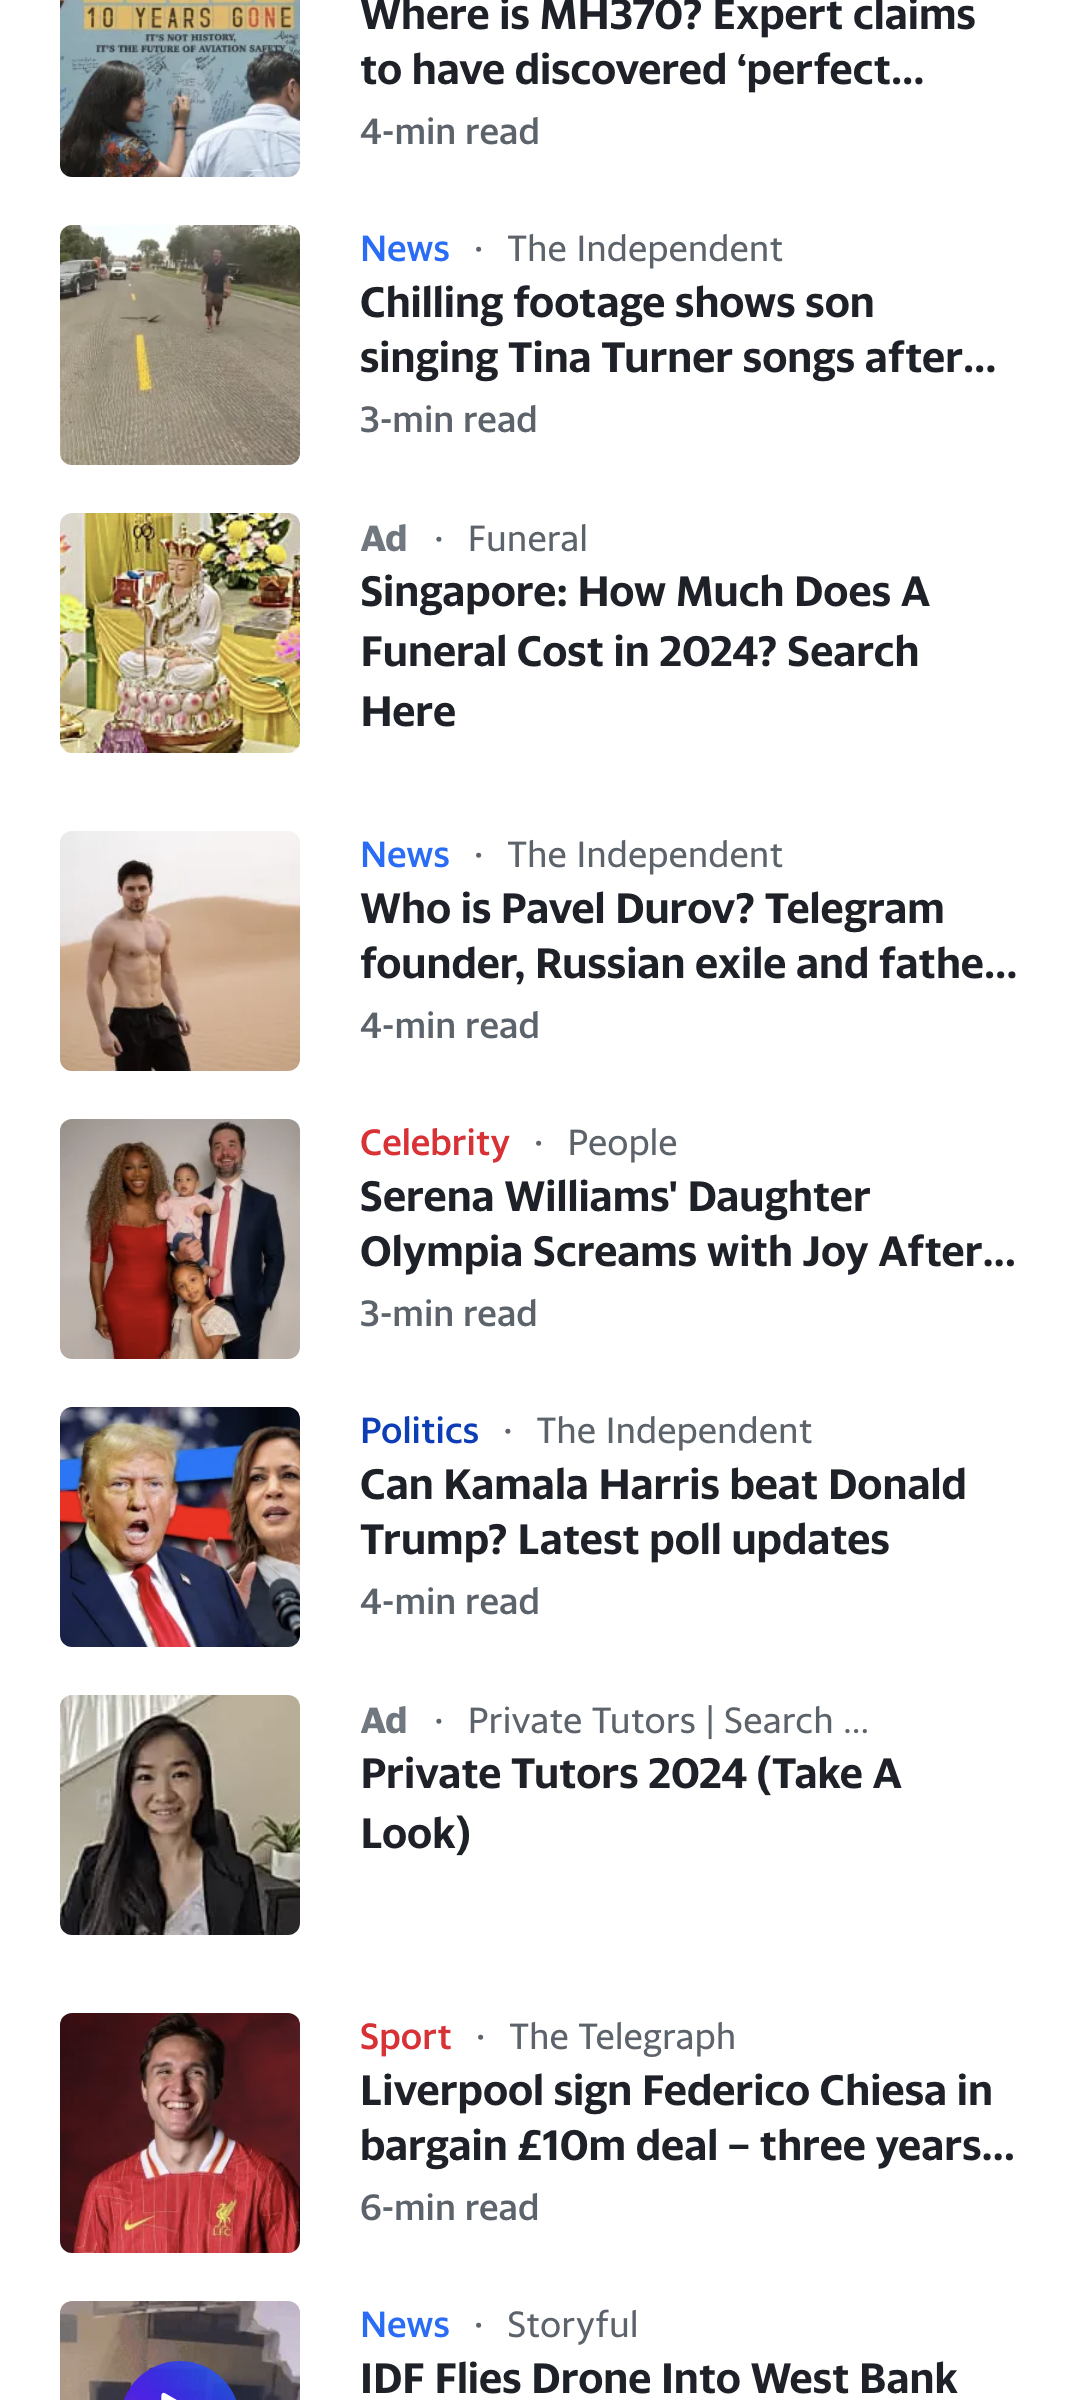 10 YEARS GONE
IT'S NOT HISTORY,
IT'S THE FUTURE OF AVIATION SAFETY
Where is MH370? Expert claims
to have discovered ‘perfect...
4-min read
News · The Independent
Chilling footage shows son
singing Tina Turner songs after...
3-min read
Ad · Funeral
Singapore: How Much Does A
Funeral Cost in 2024? Search
Here
News · The Independent
Who is Pavel Durov? Telegram
founder, Russian exile and fathe...
4-min read
Celebrity · People
Serena Williams' Daughter
Olympia Screams with Joy After...
3-min read
Politics · The Independent
Can Kamala Harris beat Donald
Trump? Latest poll updates
4-min read
Ad · Private Tutors | Search ...
Private Tutors 2024 (Take A
Look)
Sport · The Telegraph
Liverpool sign Federico Chiesa in
bargain £10m deal – three years...
6-min read
LFC
News · Storyful
IDF Flies Drone Into West Bank